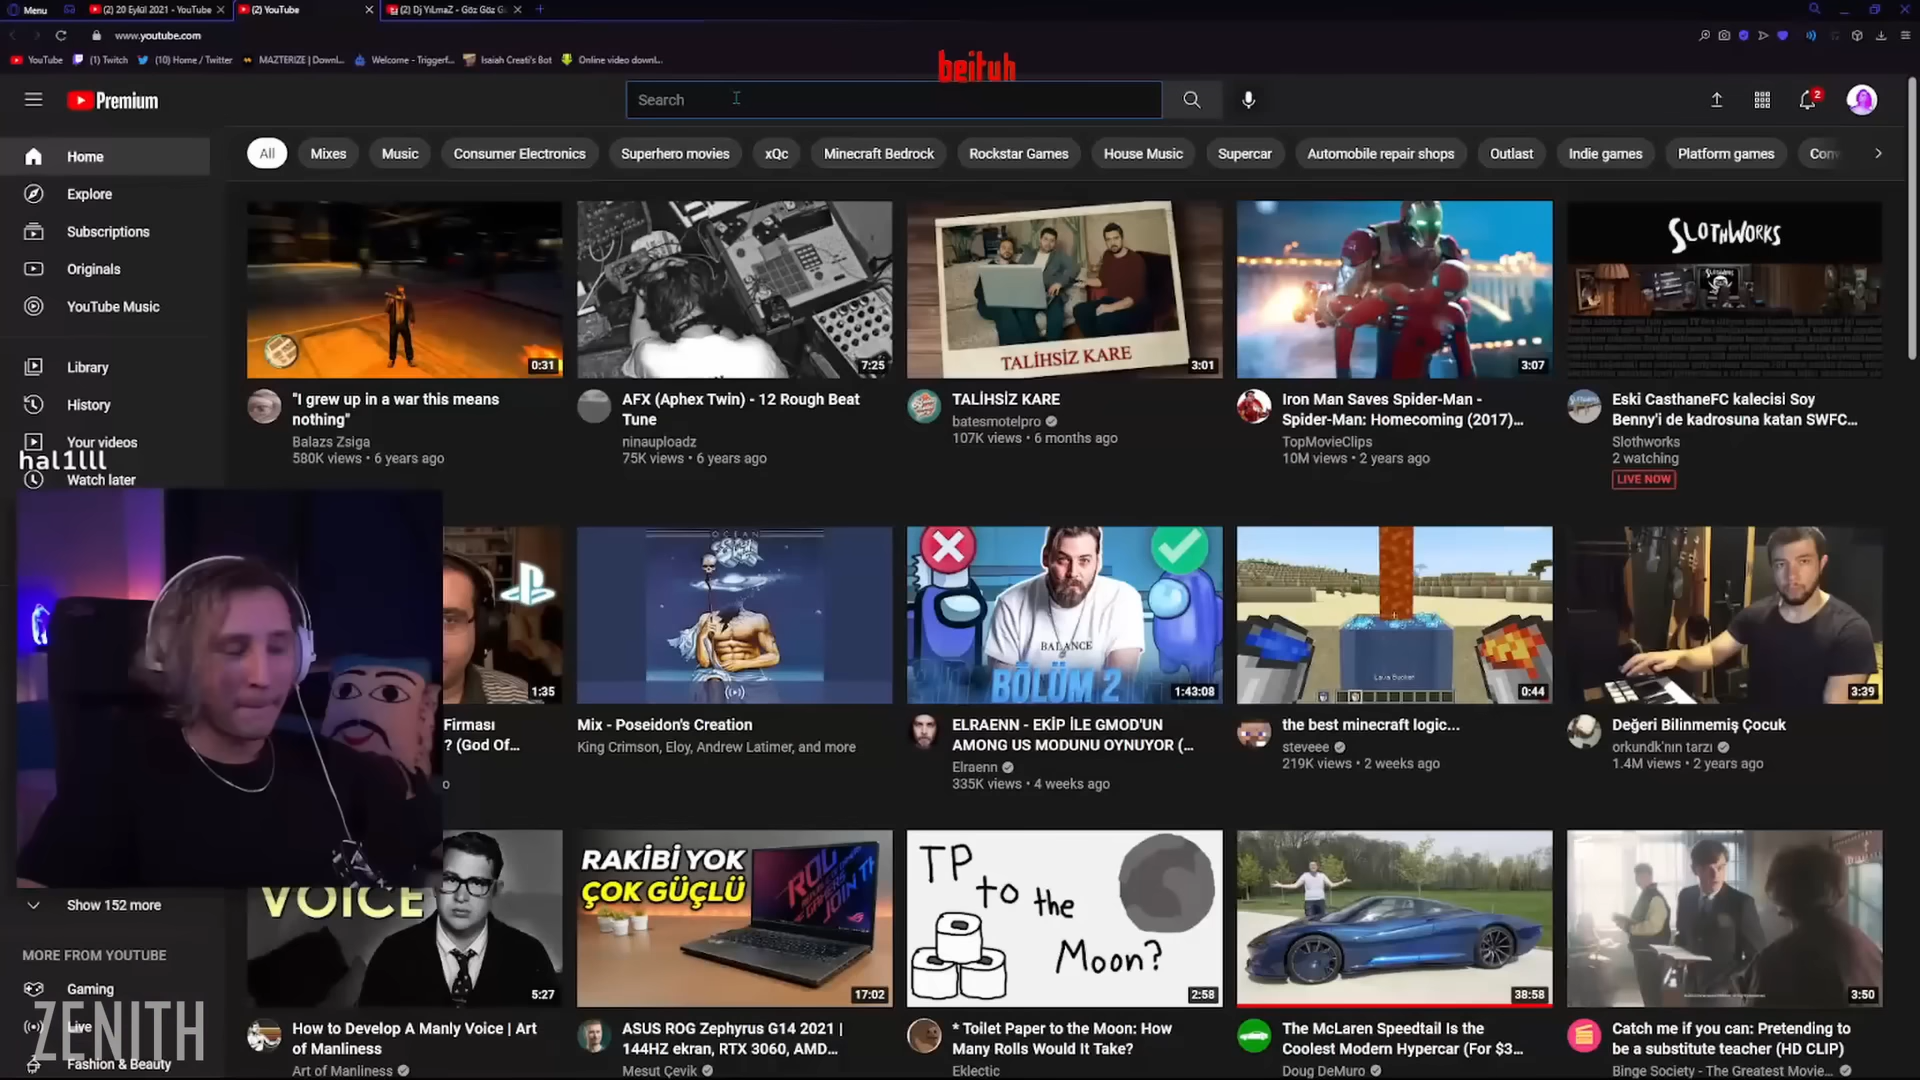 Menu
(2) 20 Eylül 2021 - YouTube
(2) YouTube
(2) Dj YıLmaZ - Göz Göz G
www.youtube.com
YouTube
(1) Twitch
(10) Home / Twitter
MAZTERIZE | Downl...
Welcome - Triggerf...
Isaiah Creati's Bot
Online video downl...
beituh
Premium
Search
2
Home
Explore
Subscriptions
Originals
YouTube Music
Library
History
Your videos
hal1lll
Watch later
Show 152 more
MORE FROM YOUTUBE
Gaming
Live
ZENITH
Fashion & Beauty
All
Mixes
Music
Consumer Electronics
Superhero movies
xQc
Minecraft Bedrock
Rockstar Games
House Music
Supercar
Automobile repair shops
Outlast
Indie games
Platform games
0:31
"I grew up in a war this means
nothing"
Balazs Zsiga
580K views • 6 years ago
7:25
AFX (Aphex Twin) - 12 Rough Beat
Tune
ninauploadz
75K views • 6 years ago
TALİHSİZ KARE
3:01
TALİHSİZ KARE
batesmotelpro
107K views • 6 months ago
3:07
Iron Man Saves Spider-Man -
Spider-Man: Homecoming (2017)...
TopMovieClips
10M views • 2 years ago
SLOTHWORKS
Eski CasthaneFC kalecisi Soy
Benny'i de kadrosuna katan SWFC...
Slothworks
2 watching
LIVE NOW
1:35
Firması
? (God Of...
o
OCEAN
Mix - Poseidon's Creation
King Crimson, Eloy, Andrew Latimer, and more
BALANCE
BÖLÜM 2
1:43:08
ELRAENN - EKİP İLE GMOD'UN
AMONG US MODUNU OYNUYOR (...
Elraenn
335K views • 4 weeks ago
Lava Bucket
0:44
the best minecraft logic...
steveee
219K views • 2 weeks ago
3:39
Değeri Bilinmemiş Çocuk
orkundk'nın tarzı
1.4M views • 2 years ago
VOICE
5:27
How to Develop A Manly Voice | Art
of Manliness
Art of Manliness
RAKİBİ YOK
ÇOK GÜÇLÜ
17:02
ASUS ROG Zephyrus G14 2021 |
144HZ ekran, RTX 3060, AMD...
Mesut Çevik
TP
to the
Moon?
2:58
* Toilet Paper to the Moon: How
Many Rolls Would It Take?
Eklectic
38:58
The McLaren Speedtail Is the
Coolest Modern Hypercar (For $3...
Doug DeMuro
3:50
Catch me if you can: Pretending to
be a substitute teacher (HD CLIP)
Binge Society - The Greatest Movie...